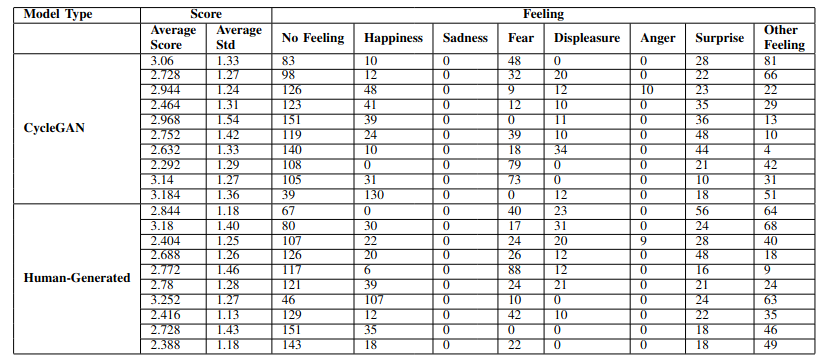 Model Type Score Feeling
Average Score Average Std No Feeling Happiness Sadness Fear Displeasure Anger Surprise Other Feeling
CycleGAN
3.06 1.33 83 10 0 48 0 0 28 81
2.728 1.27 98 12 0 32 20 0 22 66
2.944 1.24 126 48 0 9 12 10 23 22
2.464 1.31 123 41 0 12 10 0 35 29
2.968 1.54 151 39 0 0 11 0 36 13
2.752 1.42 119 24 0 39 10 0 48 10
2.632 1.33 140 10 0 18 34 0 44 4
2.292 1.29 108 0 0 79 0 0 21 42
3.14 1.27 105 31 0 73 0 0 10 31
3.184 1.36 39 130 0 0 12 0 18 51
Human-Generated
2.844 1.18 67 0 0 40 23 0 56 64
3.18 1.40 80 30 0 17 31 0 24 68
2.404 1.25 107 22 0 24 20 9 28 40
2.688 1.26 126 20 0 26 12 0 48 18
2.772 1.46 117 6 0 88 12 0 16 9
2.78 1.28 121 39 0 24 21 0 21 24
3.252 1.27 46 107 0 10 0 0 24 63
2.416 1.13 129 12 0 42 10 0 22 35
2.728 1.43 151 35 0 0 0 0 18 46
2.388 1.18 143 18 0 22 0 0 18 49